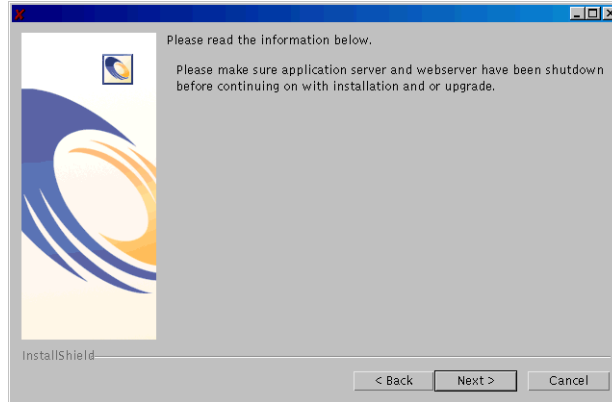 Please read the information below.
Please make sure application server and webserver have been shutdown
before continuing on with installation and or upgrade.
InstallShield
< Back
Next >
Cancel